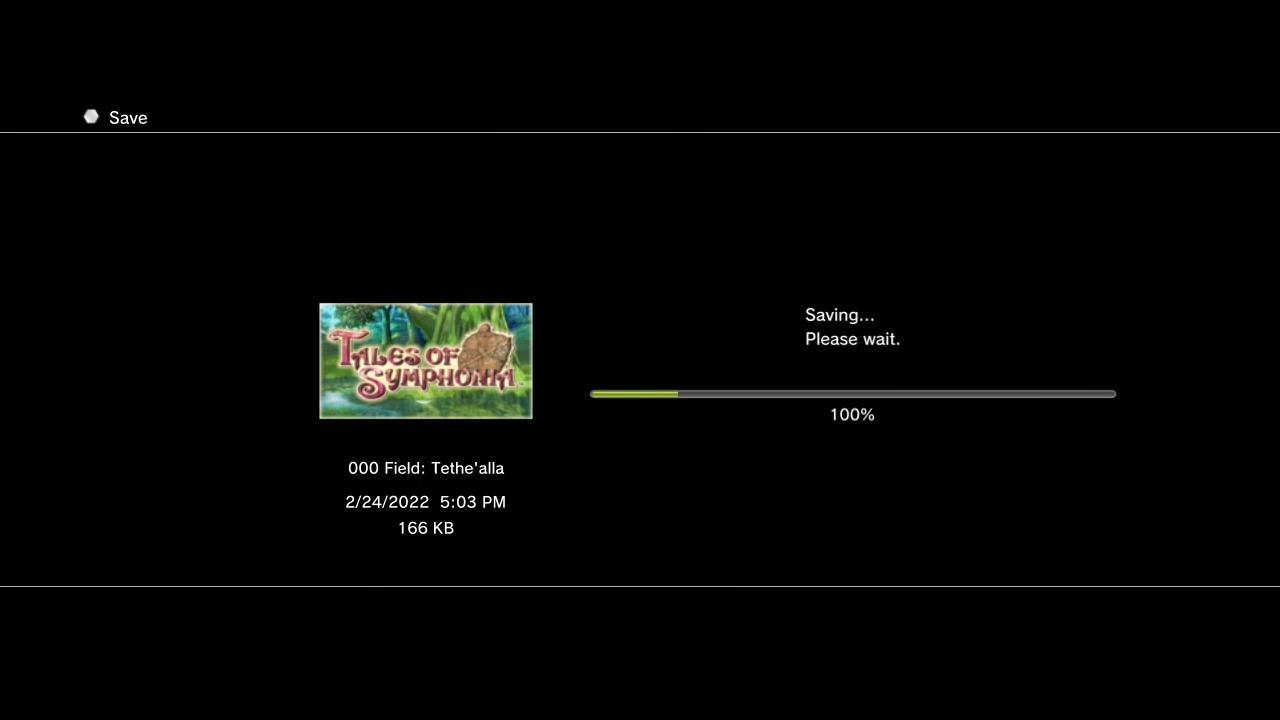 Save
TALES OF
SYMPHONIA
Saving...
Please wait.
100%
000 Field: Tethe'alla
2/24/2022 5:03 PM
166 KB